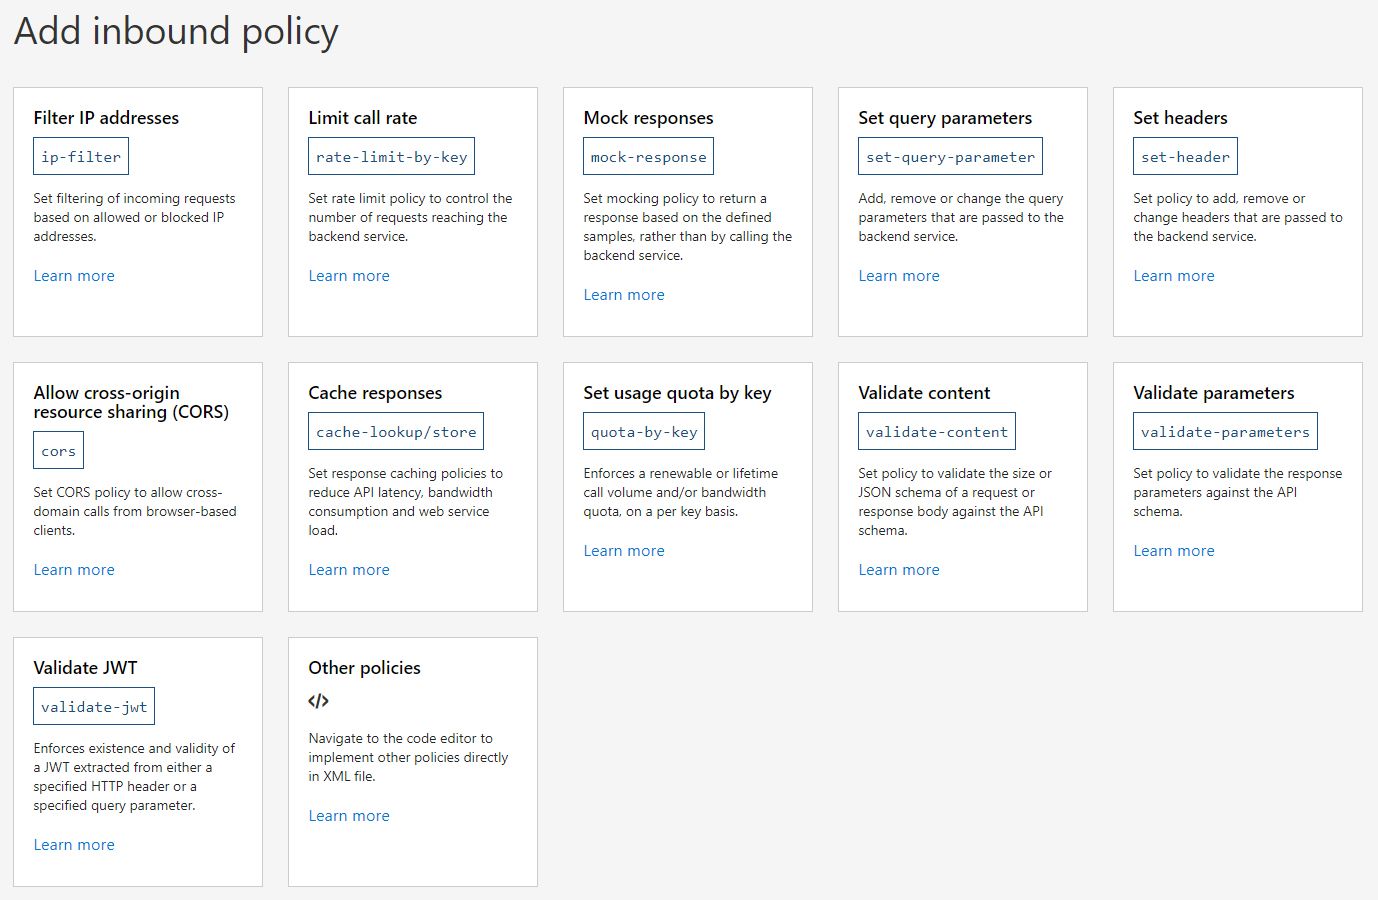 Add inbound policy
Filter IP addresses
ip-filter
Set filtering of incoming requests
based on allowed or blocked IP
addresses.
Learn more
Limit call rate
rate-limit-by-key
Set rate limit policy to control the
number of requests reaching the
backend service.
Learn more
Mock responses
mock-response
Set mocking policy to return a
response based on the defined
samples, rather than by calling the
backend service.
Learn more
Set query parameters
set-query-parameter
Add, remove or change the query
parameters that are passed to the
backend service.
Learn more
Set headers
set-header
Set policy to add, remove or
change headers that are passed to
the backend service.
Learn more
Allow cross-origin
resource sharing (CORS)
cors
Set CORS policy to allow cross-
domain calls from browser-based
clients.
Learn more
Cache responses
cache-lookup/store
Set response caching policies to
reduce API latency, bandwidth
consumption and web service
load.
Learn more
Set usage quota by key
quota-by-key
Enforces a renewable or lifetime
call volume and/or bandwidth
quota, on a per key basis.
Learn more
Validate content
validate-content
Set policy to validate the size or
JSON schema of a request or
response body against the API
schema.
Learn more
Validate parameters
validate-parameters
Set policy to validate the response
parameters against the API
schema.
Learn more
Validate JWT
validate-jwt
Enforces existence and validity of
a JWT extracted from either a
specified HTTP header or a
specified query parameter.
Learn more
Other policies
</>
Navigate to the code editor to
implement other policies directly
in XML file.
Learn more